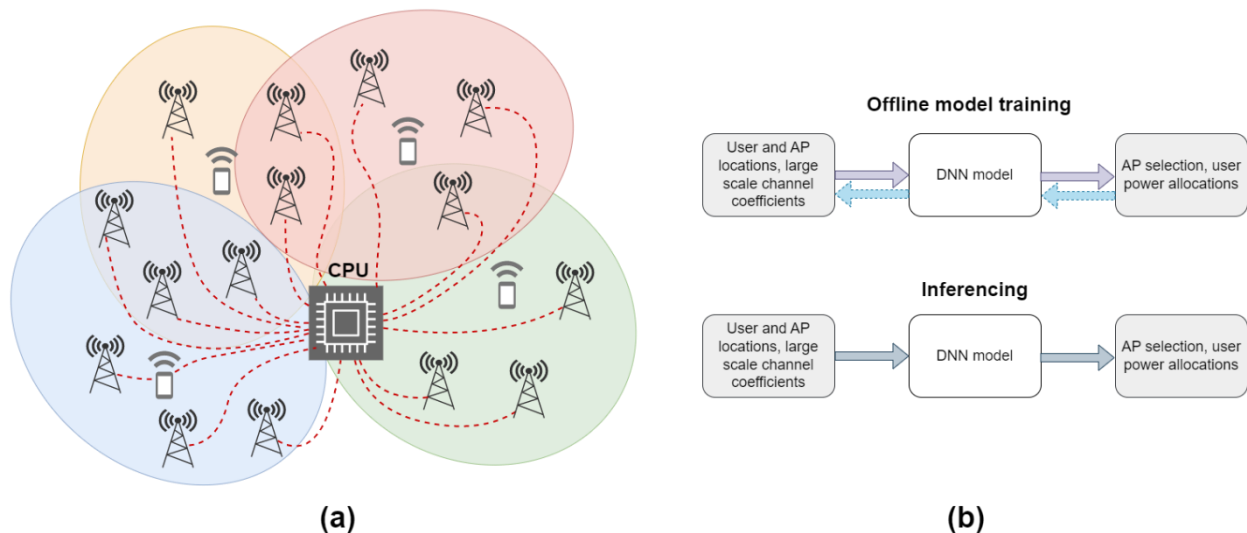 CPU
(a)
Offline model training
User and AP
locations, large
scale channel
coefficients
DNN model
AP selection, user
power allocations
Inferencing
User and AP
locations, large
scale channel
coefficients
DNN model
AP selection, user
power allocations
(b)